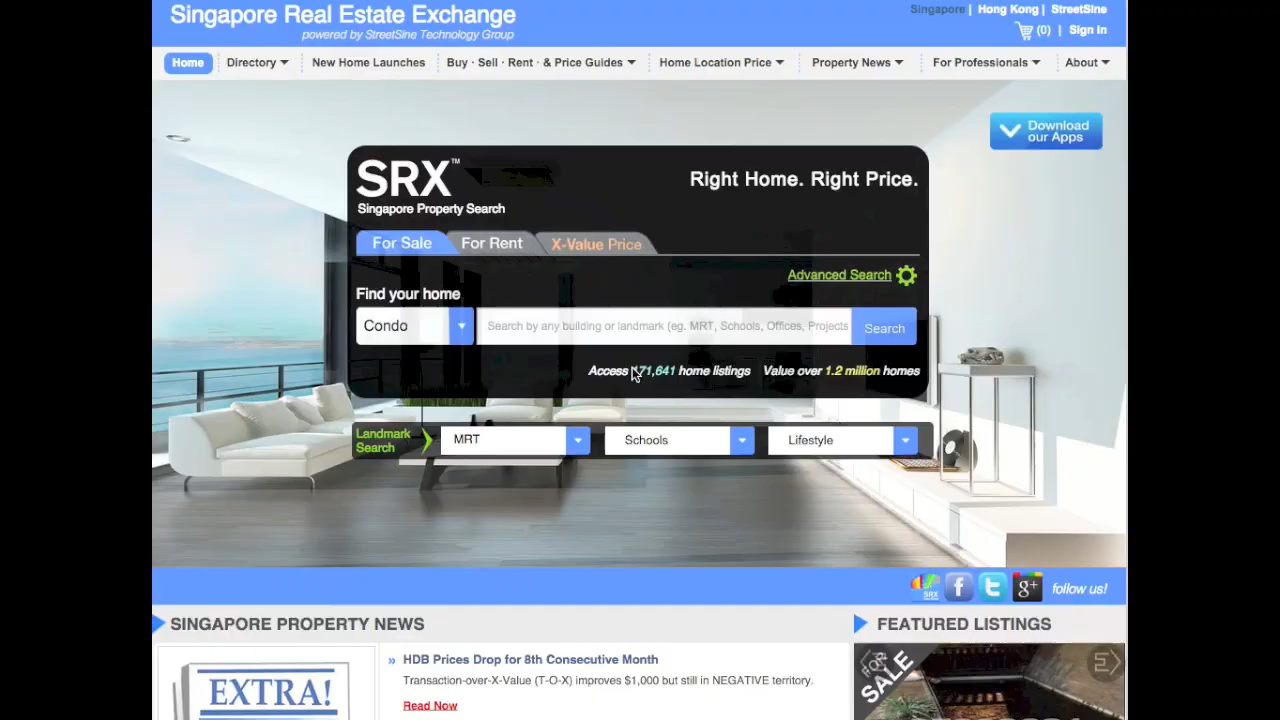 Singapore Real Estate Exchange
powered by StreetSine Technology Group
Singapore | Hong Kong | StreetSine
(0) | Sign In
Home Directory New Home Launches Buy · Sell · Rent · & Price Guides Home Location Price Property News For Professionals About
Download
our Apps
SRX™
Singapore Property Search
Right Home. Right Price.
For Sale For Rent X-Value Price
Advanced Search
Find your home
Condo Search by any building or landmark (eg. MRT, Schools, Offices, Projects Search
Access 71,641 home listings Value over 1.2 million homes
Landmark
Search
MRT Schools Lifestyle
SRX f t g+ follow us!
SINGAPORE PROPERTY NEWS
FEATURED LISTINGS
EXTRA!
» HDB Prices Drop for 8th Consecutive Month
Transaction-over-X-Value (T-O-X) improves $1,000 but still in NEGATIVE territory.
Read Now
FOR
SALE